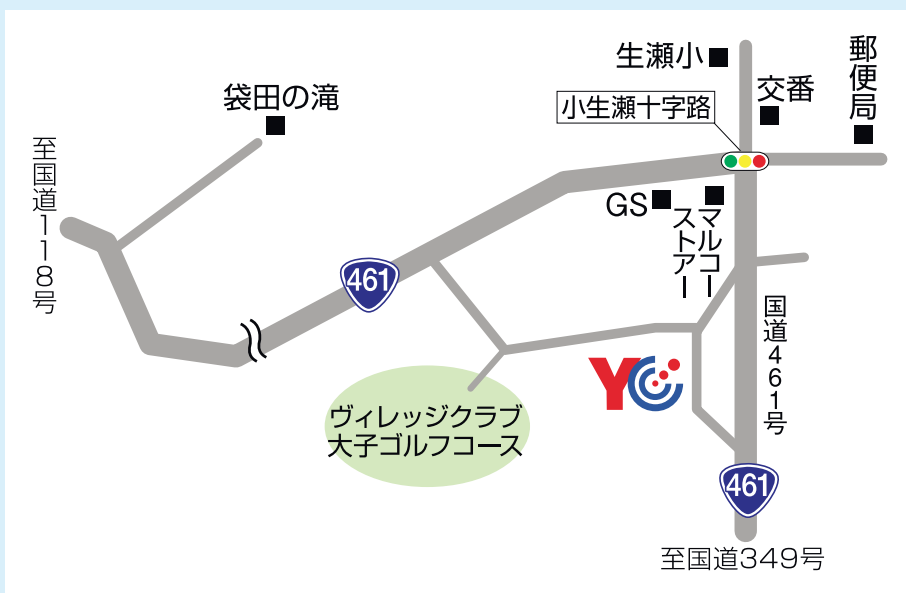 生瀬小
郵便局
交番
袋田の滝
小生瀬十字路
至国道118号
GS
マルコー
ストアー
461
国道461号
YC
ヴィレッジクラブ
大子ゴルフコース
461
至国道349号